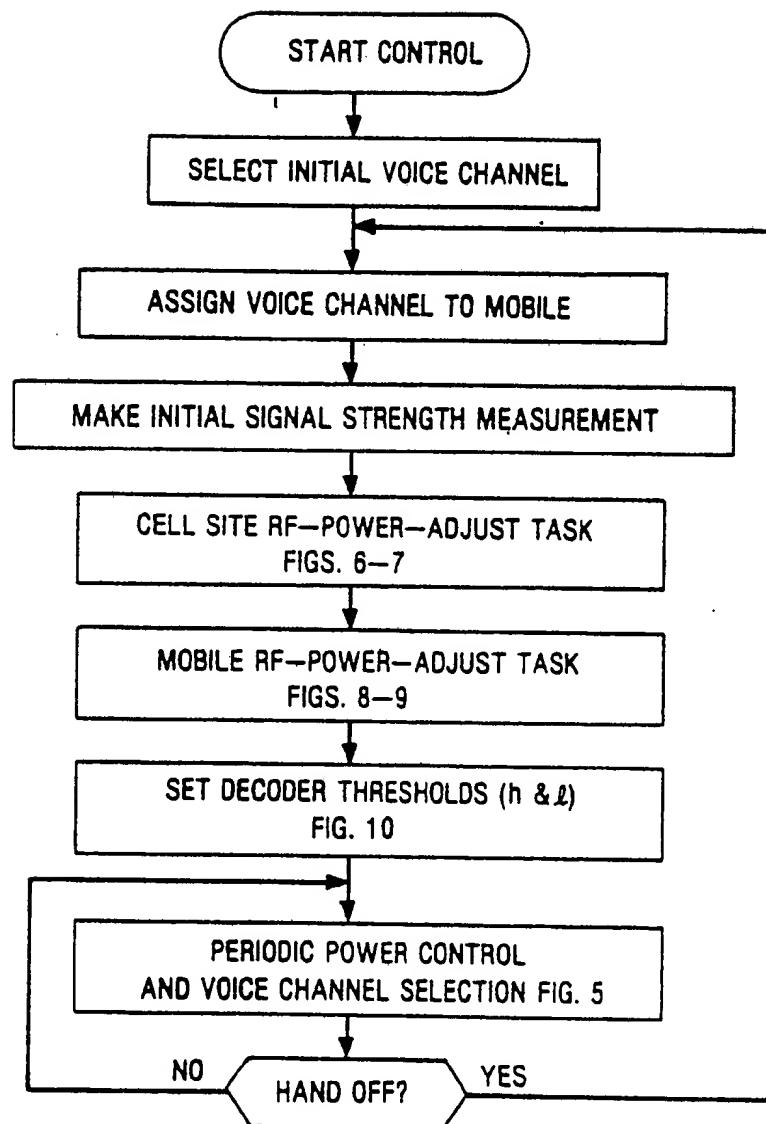 START CONTROL
SELECT INITIAL VOICE CHANNEL
ASSIGN VOICE CHANNEL TO MOBILE
MAKE INITIAL SIGNAL STRENGTH MEASUREMENT
CELL SITE RF–POWER–ADJUST TASK
FIGS. 6–7
MOBILE RF–POWER–ADJUST TASK
FIGS. 8–9
SET DECODER THRESHOLDS (h & ℓ)
FIG. 10
PERIODIC POWER CONTROL
AND VOICE CHANNEL SELECTION FIG. 5
NO
HAND OFF?
YES